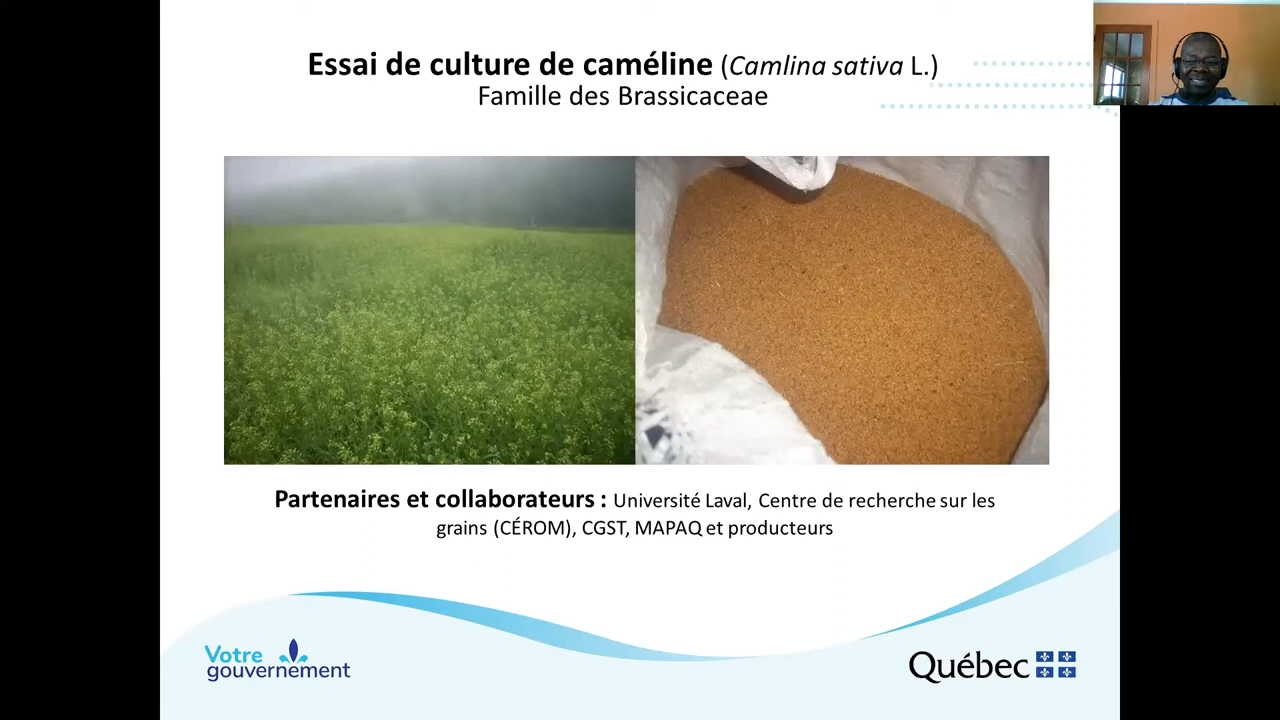 Essai de culture de caméline (Camlina sativa L.)
Famille des Brassicaceae
Partenaires et collaborateurs : Université Laval, Centre de recherche sur les
grains (CÉROM), CGST, MAPAQ et producteurs
Votre
gouvernement
Québec